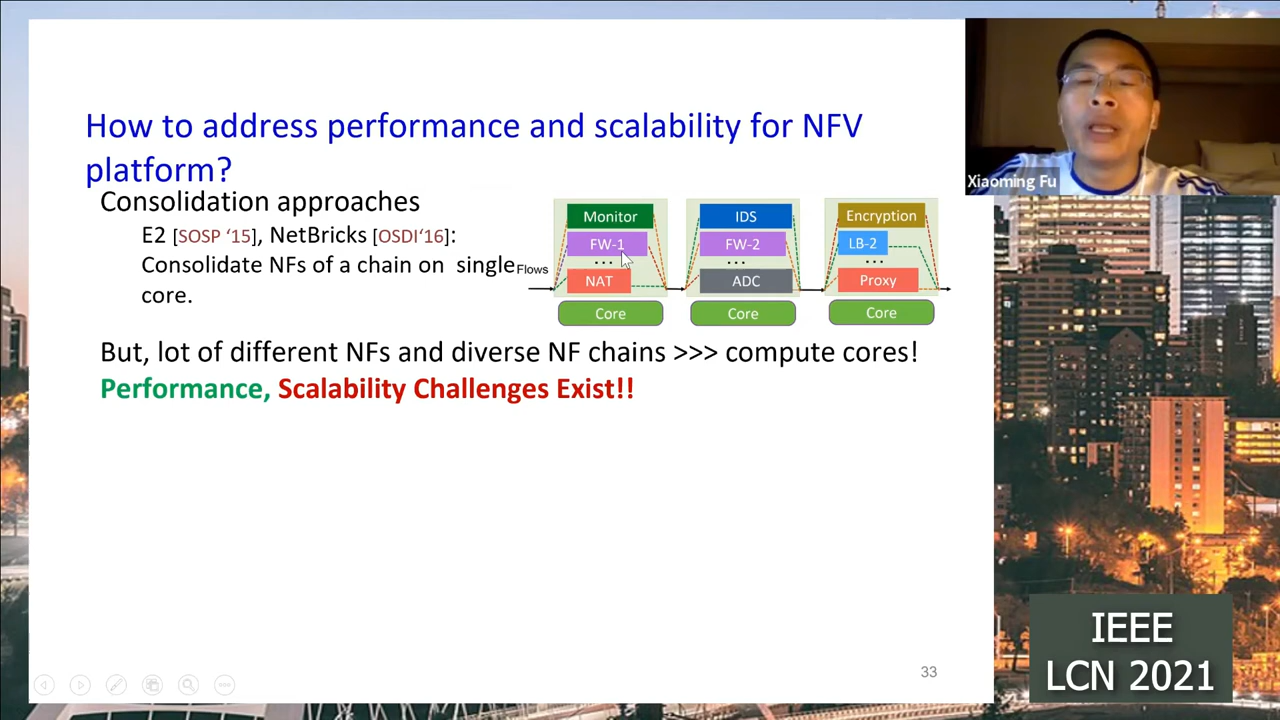 How to address performance and scalability for NFV
platform?
Consolidation approaches
E2 [SOSP ‘15], NetBricks [OSDI‘16]:
Consolidate NFs of a chain on single
core.
Flows
Monitor
FW-1
...
NAT
Core
IDS
FW-2
...
ADC
Core
Encryption
LB-2
...
Proxy
Core
But, lot of different NFs and diverse NF chains >>> compute cores!
Performance, Scalability Challenges Exist!!
33
Xiaoming Fu
IEEE
LCN 2021